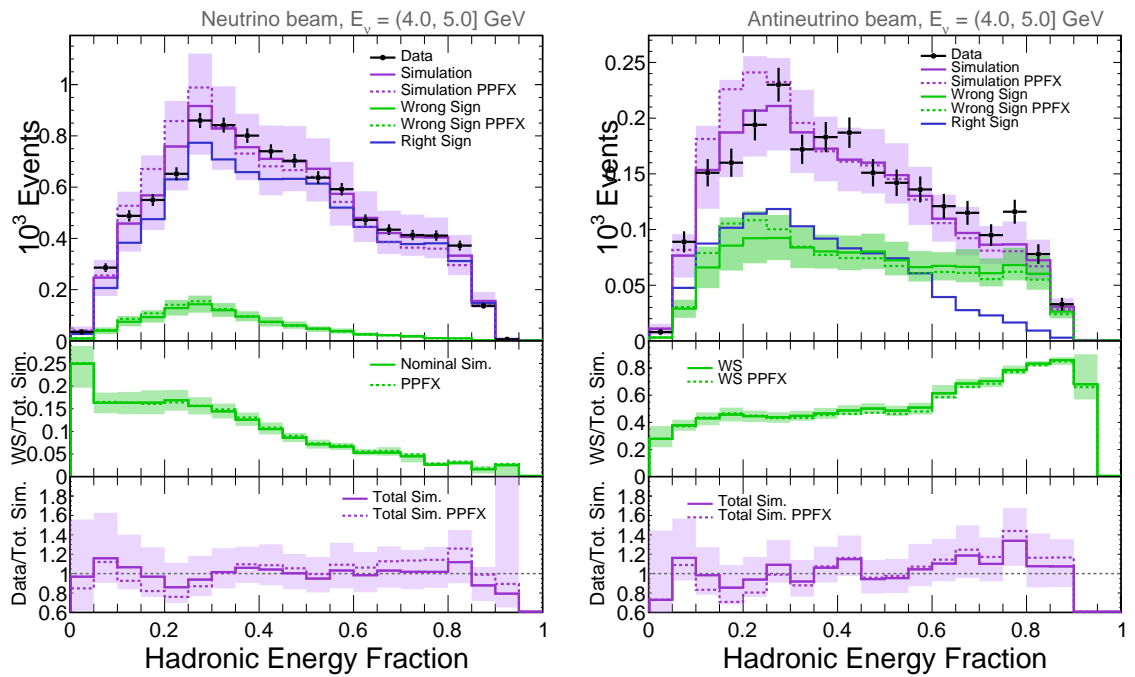 Neutrino beam, Eν = (4.0, 5.0] GeV
10³ Events
1
0.8
0.6
0.4
0.2
0
Data
Simulation
Simulation PPFX
Wrong Sign
Wrong Sign PPFX
Right Sign
WS/Tot. Sim.
0.25
0.2
0.15
0.1
0.05
0
Nominal Sim.
PPFX
Data/Tot. Sim.
1.8
1.6
1.4
1.2
1
0.8
0.6
Total Sim.
Total Sim. PPFX
0 0.2 0.4 0.6 0.8 1
Hadronic Energy Fraction
Antineutrino beam, Eν = (4.0, 5.0] GeV
10³ Events
0.25
0.2
0.15
0.1
0.05
0
Data
Simulation
Simulation PPFX
Wrong Sign
Wrong Sign PPFX
Right Sign
WS/Tot. Sim.
0.8
0.6
0.4
0.2
0
WS
WS PPFX
Data/Tot. Sim.
1.8
1.6
1.4
1.2
1
0.8
0.6
Total Sim.
Total Sim. PPFX
0 0.2 0.4 0.6 0.8 1
Hadronic Energy Fraction